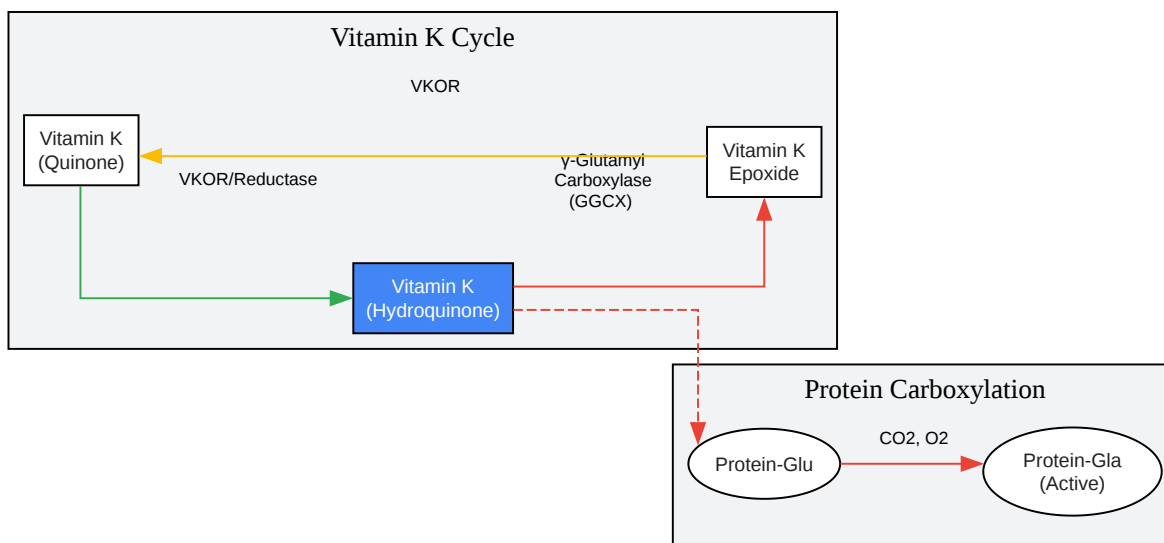 Vitamin K Cycle
VKOR
Vitamin K
(Quinone)
Vitamin K
Epoxide
VKOR/Reductase
γ-Glutamyl
Carboxylase
(GGCX)
Vitamin K
(Hydroquinone)
Protein Carboxylation
CO2, O2
Protein-Glu
Protein-Gla
(Active)